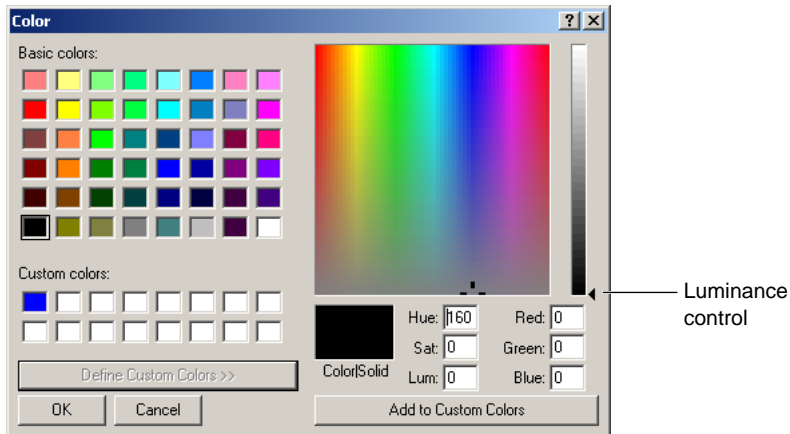 Color
Basic colors:
Custom colors:
Define Custom Colors >>
OK Cancel
Hue: 160 Red: 0
Sat: 0 Green: 0
Color|Solid Lum: 0 Blue: 0
Add to Custom Colors
Luminance
control